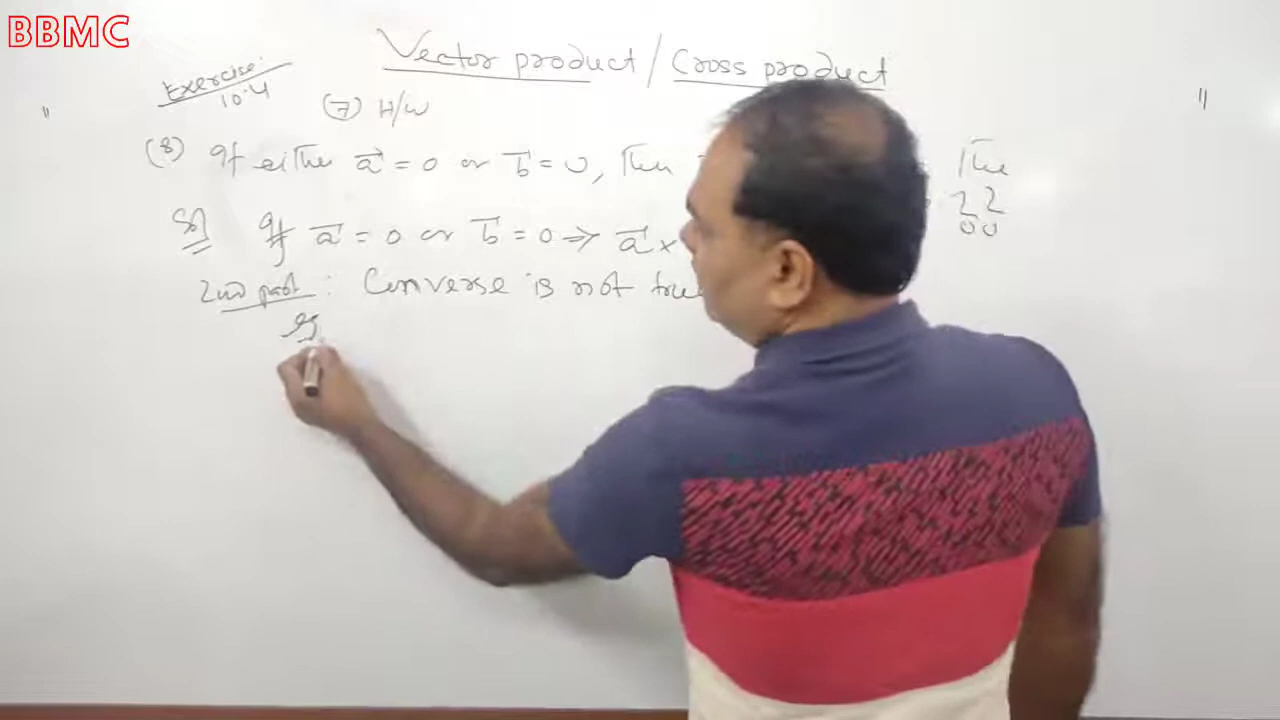 BBMC
Vector product / Cross product
Exercise:
10.4
(7) H/W
(8) If either a⃗ = 0 or b⃗ = 0, Then The
Sol If a⃗ = 0 or b⃗ = 0 ⇒ a⃗ ×
2nd part : Converse is not true